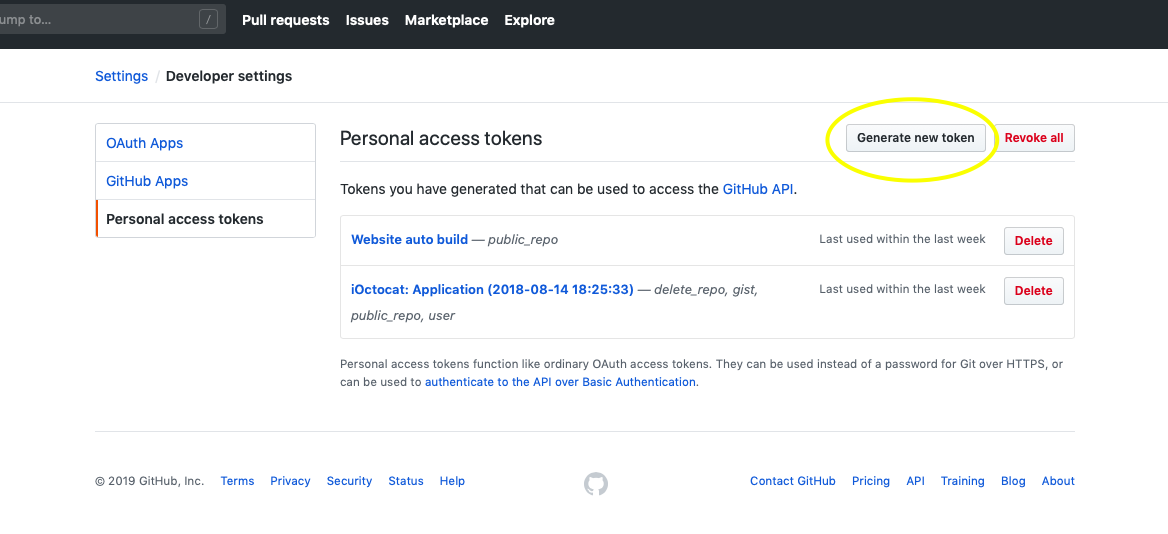 ump to... /
Pull requests Issues Marketplace Explore
Settings / Developer settings
OAuth Apps
GitHub Apps
Personal access tokens
Personal access tokens
Generate new token
Revoke all
Tokens you have generated that can be used to access the GitHub API.
Website auto build — public_repo
Last used within the last week
Delete
iOctocat: Application (2018-08-14 18:25:33) — delete_repo, gist,
public_repo, user
Last used within the last week
Delete
Personal access tokens function like ordinary OAuth access tokens. They can be used instead of a password for Git over HTTPS, or
can be used to authenticate to the API over Basic Authentication.
© 2019 GitHub, Inc. Terms Privacy Security Status Help
Contact GitHub Pricing API Training Blog About